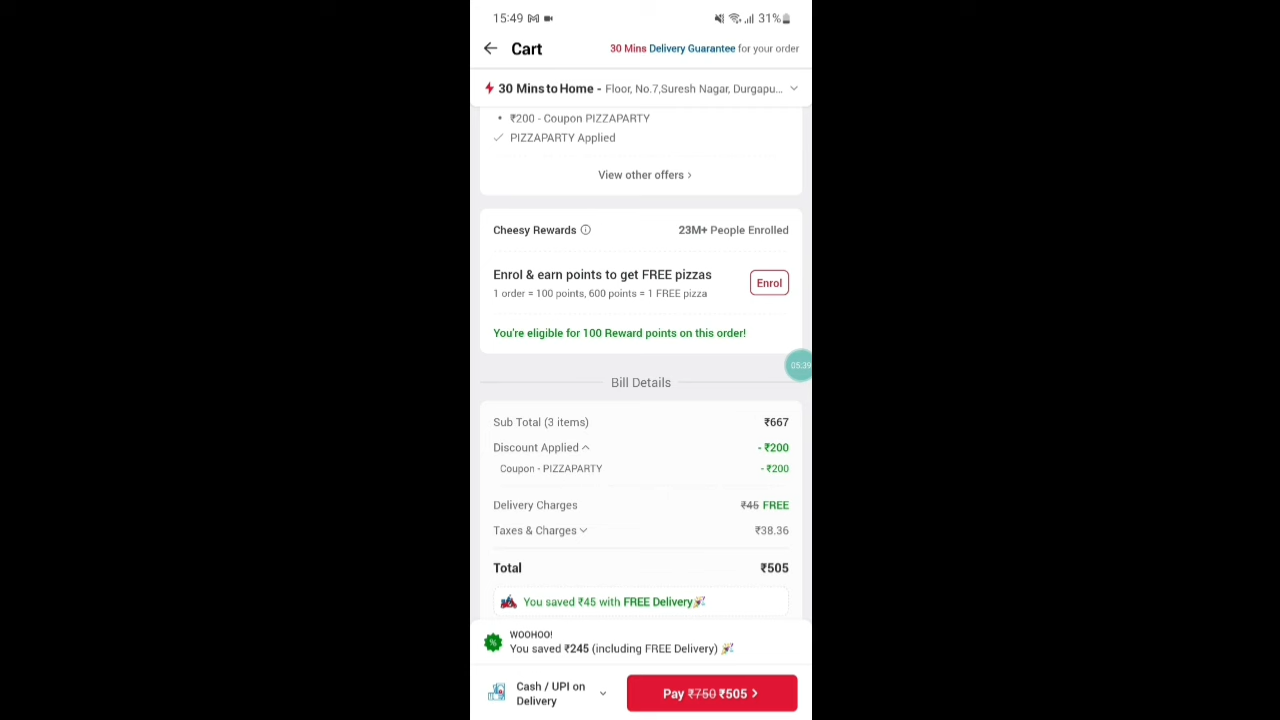 15:49 31%
Cart 30 Mins Delivery Guarantee for your order
30 Mins to Home - Floor, No.7,Suresh Nagar, Durgapu...
• ₹200 - Coupon PIZZAPARTY
PIZZAPARTY Applied
View other offers ›
Cheesy Rewards 23M+ People Enrolled
Enrol & earn points to get FREE pizzas
1 order = 100 points, 600 points = 1 FREE pizza
Enrol
You're eligible for 100 Reward points on this order!
05:39
Bill Details
Sub Total (3 items) ₹667
Discount Applied - ₹200
Coupon - PIZZAPARTY - ₹200
Delivery Charges ₹45 FREE
Taxes & Charges ₹38.36
Total ₹505
You saved ₹45 with FREE Delivery🎉
WOOHOO!
You saved ₹245 (including FREE Delivery) 🎉
Cash / UPI on
Delivery
Pay ₹750 ₹505 ›